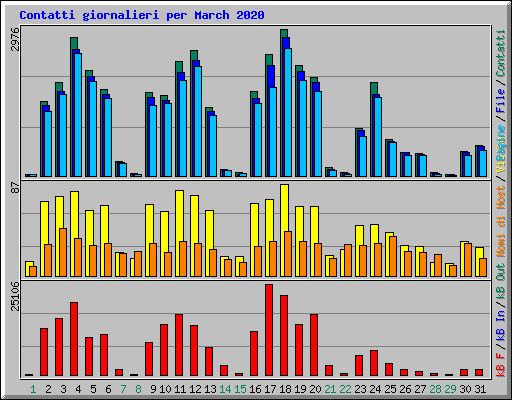 Contatti giornalieri per March 2020
2976
87
25106
kB F / kB In / kB Out Nomi di Host / Pagine / File / Contatti
1 2 3 4 5 6 7 8 9 10 11 12 13 14 15 16 17 18 19 20 21 22 23 24 25 26 27 28 29 30 31